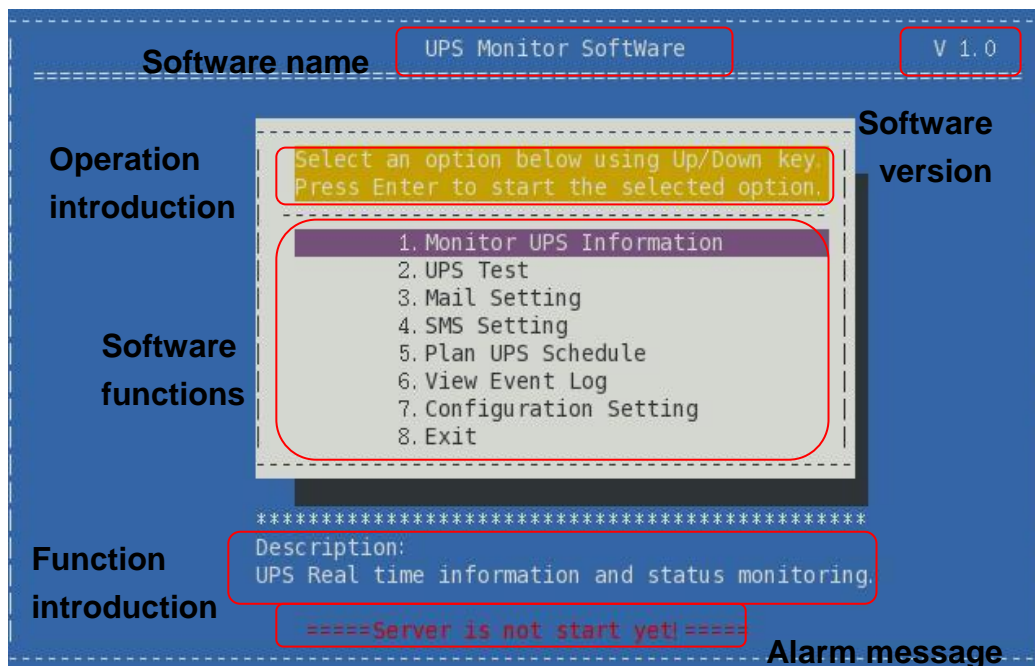 Software name
UPS Monitor SoftWare
V 1.0
Software
version
Operation
introduction
Select an option below using Up/Down key.
Press Enter to start the selected option.
Software
functions
1. Monitor UPS Information
2. UPS Test
3. Mail Setting
4. SMS Setting
5. Plan UPS Schedule
6. View Event Log
7. Configuration Setting
8. Exit
Function
introduction
Description:
UPS Real time information and status monitoring.
=====Server is not start yet!=====
Alarm message